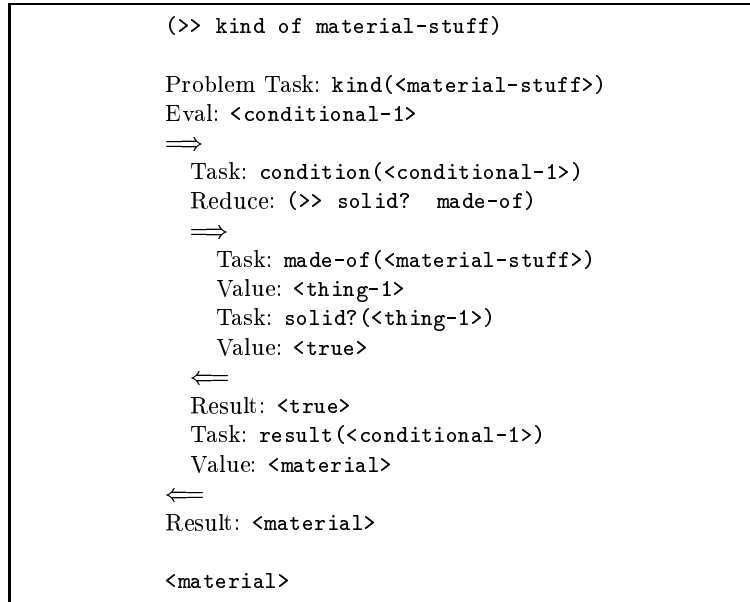 (>> kind of material-stuff)
Problem Task: kind(<material-stuff>)
Eval: <conditional-1>
⟹
Task: condition(<conditional-1>)
Reduce: (>> solid? made-of)
⟹
Task: made-of(<material-stuff>)
Value: <thing-1>
Task: solid?(<thing-1>)
Value: <true>
⟸
Result: <true>
Task: result(<conditional-1>)
Value: <material>
⟸
Result: <material>
<material>